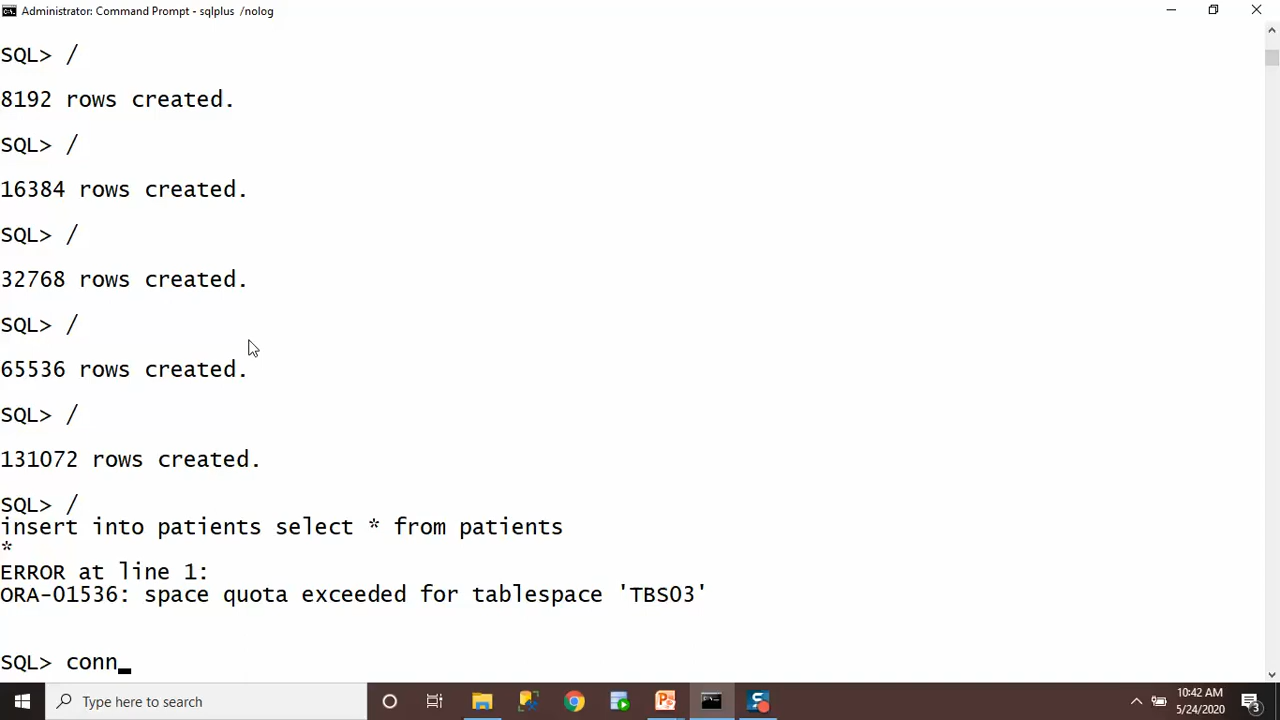 Administrator: Command Prompt - sqlplus /nolog
SQL> /
8192 rows created.
SQL> /
16384 rows created.
SQL> /
32768 rows created.
SQL> /
65536 rows created.
SQL> /
131072 rows created.
SQL> /
insert into patients select * from patients
*
ERROR at line 1:
ORA-01536: space quota exceeded for tablespace 'TBS03'
SQL> conn_
Type here to search
10:42 AM
5/24/2020
3